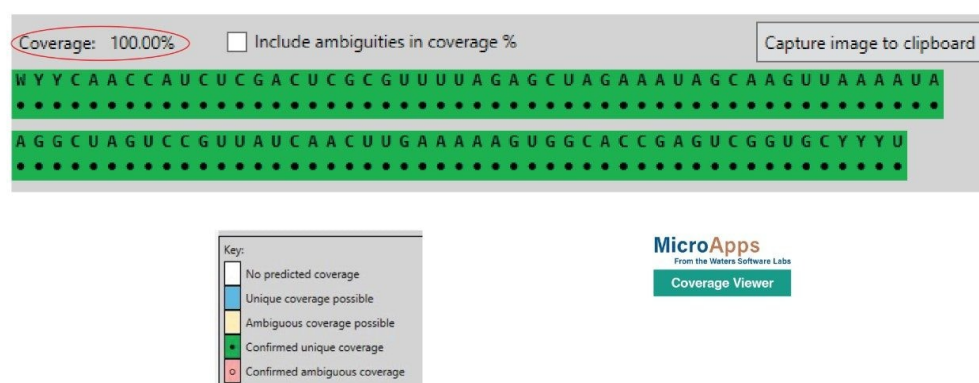 Coverage: 100.00% Include ambiguities in coverage % Capture image to clipboard
W Y Y C A A C C A U C U C G A C U C G C G U U U U A G A G C U A G A A A U A G C A A G U U A A A A U A
A G G C U A G U C C G U U A U C A A C U U G A A A A A G U G G C A C C G A G U C G G U G C Y Y Y U
Key:
No predicted coverage
Unique coverage possible
Ambiguous coverage possible
Confirmed unique coverage
Confirmed ambiguous coverage
MicroApps
From the Waters Software Labs
Coverage Viewer